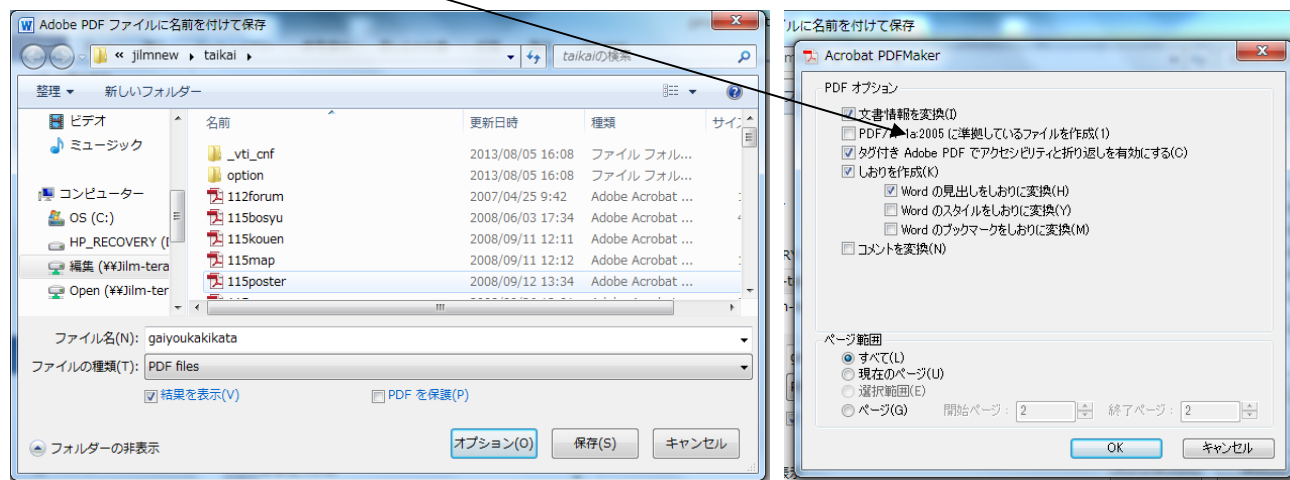 Adobe PDF ファイルに名前を付けて保存
« jilmnew ▸ taikai ▸
taikaiの検索
整理 ▼ 新しいフォルダー
ビデオ
ミュージック
コンピューター
OS (C:)
HP_RECOVERY (
編集 (¥¥Jilm-tera
Open (¥¥Jilm-ter
名前 更新日時 種類 サイ
_vti_cnf 2013/08/05 16:08 ファイル フォル...
option 2013/08/05 16:08 ファイル フォル...
112forum 2007/04/25 9:42 Adobe Acrobat ...
115bosyu 2008/06/03 17:34 Adobe Acrobat ...
115kouen 2008/09/11 12:11 Adobe Acrobat ...
115map 2008/09/11 12:12 Adobe Acrobat ...
115poster 2008/09/12 13:34 Adobe Acrobat ...
ファイル名(N): gaiyoukakikata
ファイルの種類(T): PDF files
結果を表示(V) PDF を保護(P)
フォルダーの非表示
オプション(O) 保存(S) キャンセル
ルに名前を付けて保存
Acrobat PDFMaker
PDF オプション
文書情報を変換(I)
PDF/ 1a:2005 に準拠しているファイルを作成(1)
タグ付き Adobe PDF でアクセシビリティと折り返しを有効にする(C)
しおりを作成(K)
Word の見出しをしおりに変換(H)
Word のスタイルをしおりに変換(Y)
Word のブックマークをしおりに変換(M)
コメントを変換(N)
ページ範囲
すべて(L)
現在のページ(U)
選択範囲(E)
ページ(G) 開始ページ : 2 終了ページ : 2
OK キャンセル